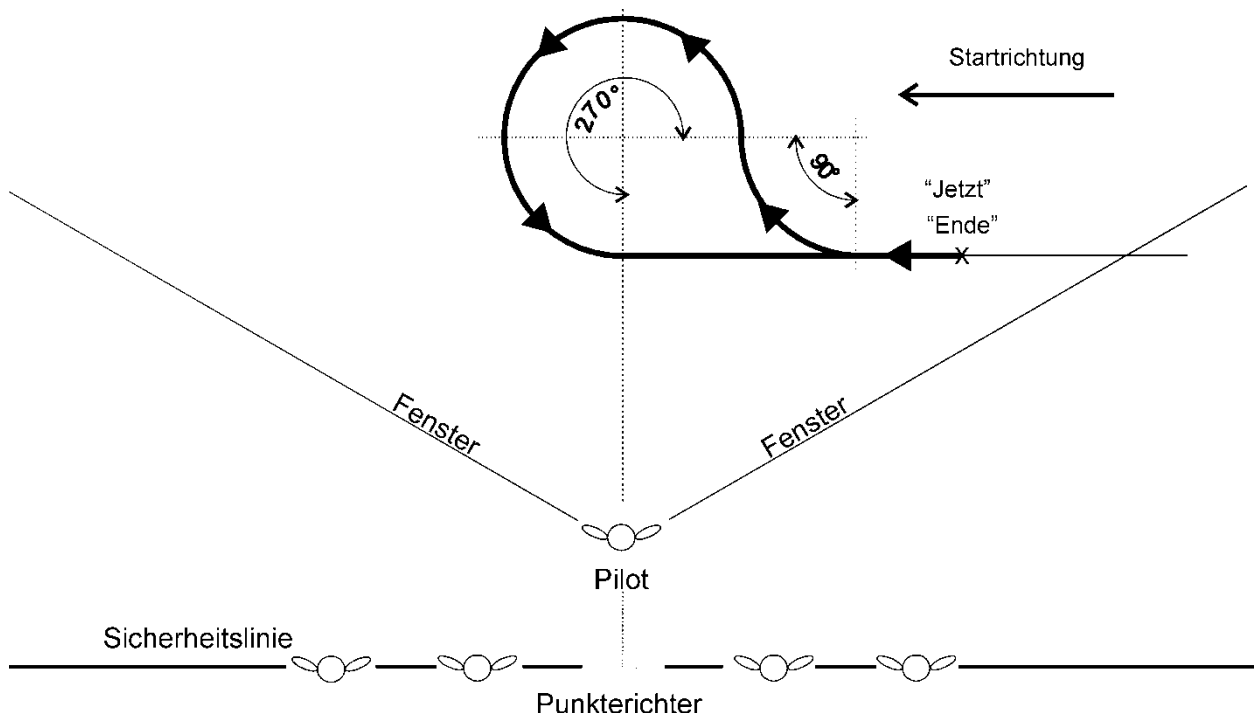 Startrichtung
270°
90°
“Jetzt”
“Ende”
X
Fenster
Fenster
Pilot
Sicherheitslinie
Punkterichter